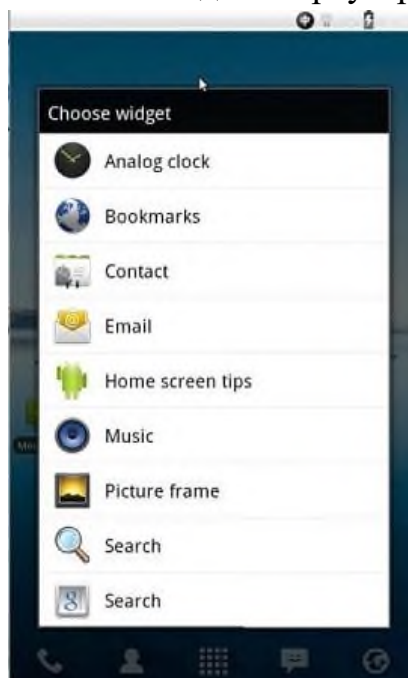 Choose widget
Analog clock
Bookmarks
Contact
Email
Home screen tips
Music
Picture frame
Search
Search